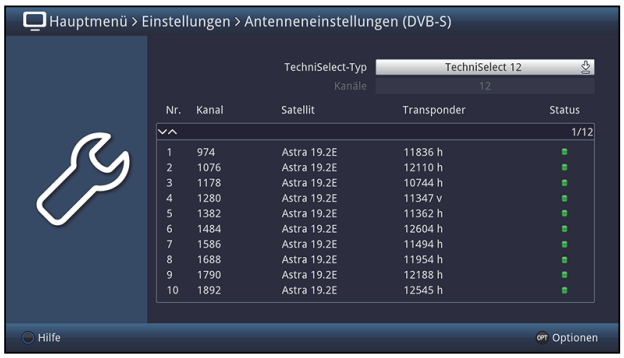 Hauptmenü > Einstellungen > Antenneneinstellungen (DVB-S)
TechniSelect-Typ TechniSelect 12
Kanäle 12
Nr. Kanal Satellit Transponder Status
1/12
1 974 Astra 19.2E 11836 h
2 1076 Astra 19.2E 12110 h
3 1178 Astra 19.2E 10744 h
4 1280 Astra 19.2E 11347 v
5 1382 Astra 19.2E 11362 h
6 1484 Astra 19.2E 12604 h
7 1586 Astra 19.2E 11494 h
8 1688 Astra 19.2E 11954 h
9 1790 Astra 19.2E 12188 h
10 1892 Astra 19.2E 12545 h
Hilfe OPT Optionen